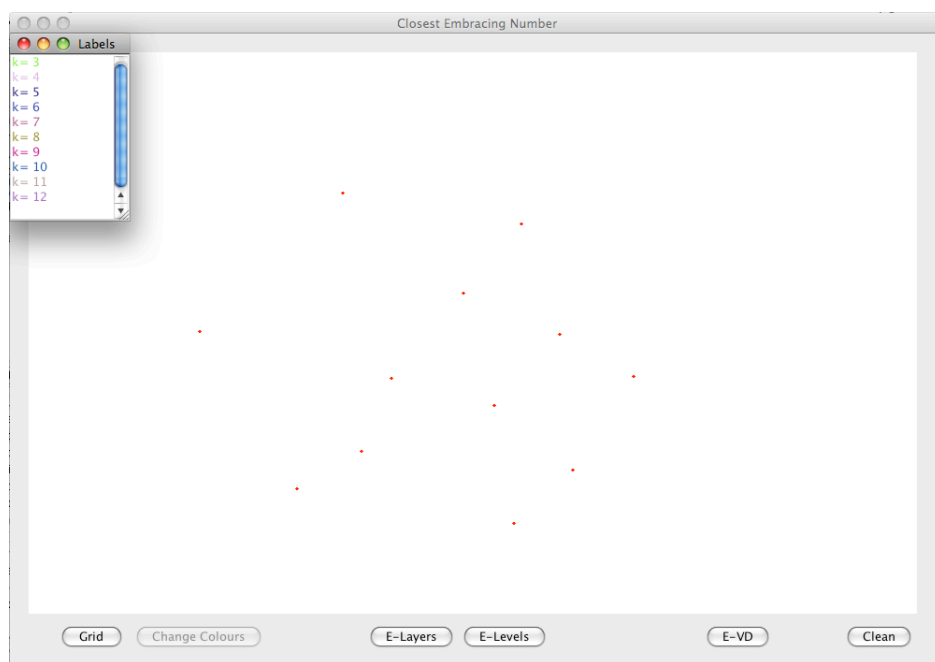 Closest Embracing Number
Labels
k= 3
k= 4
k= 5
k= 6
k= 7
k= 8
k= 9
k= 10
k= 11
k= 12
Grid Change Colours E-Layers E-Levels E-VD Clean